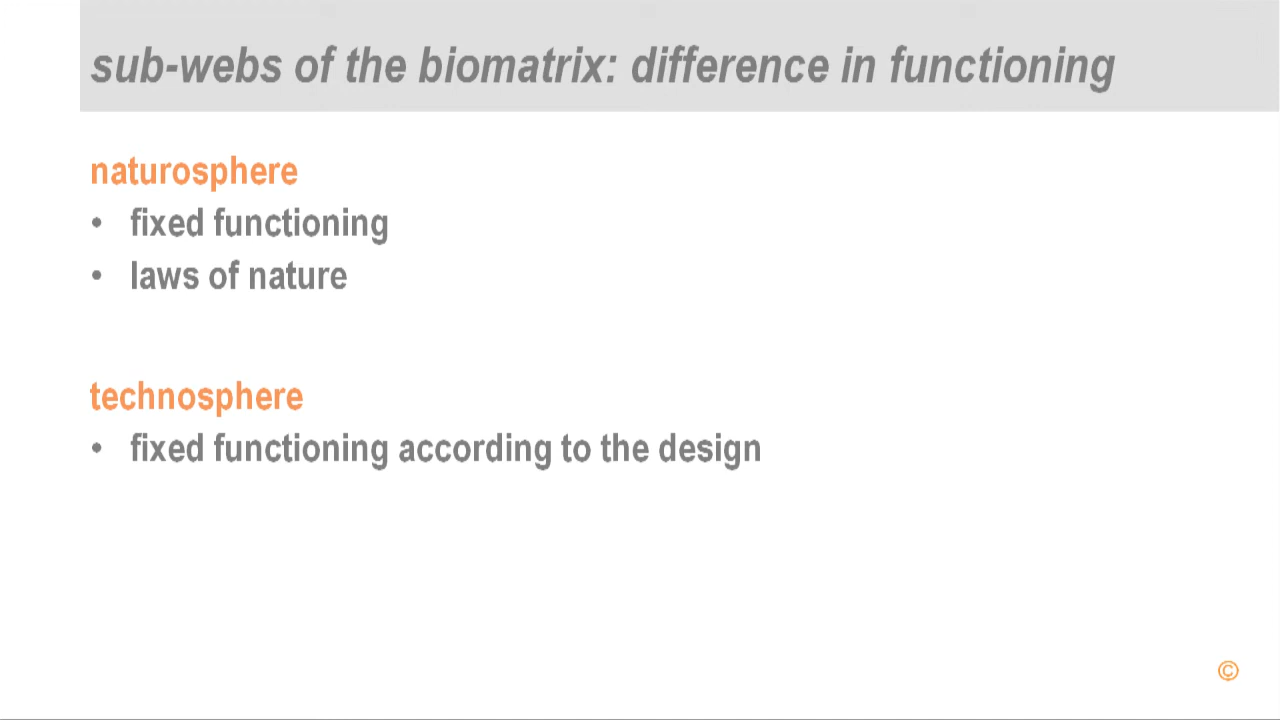 sub-webs of the biomatrix: difference in functioning
naturosphere
• fixed functioning
• laws of nature
technosphere
• fixed functioning according to the design
©